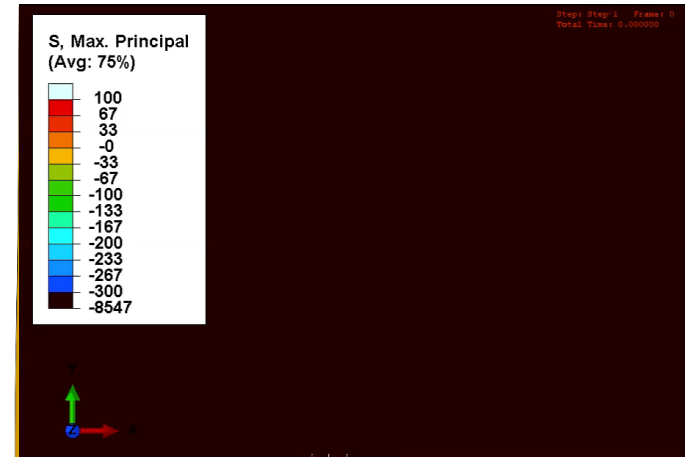 Step: Step-1 Frame: 0
Total Time: 0.000000
S, Max. Principal
(Avg: 75%)
100
67
33
-0
-33
-67
-100
-133
-167
-200
-233
-267
-300
-8547
Y
Z X